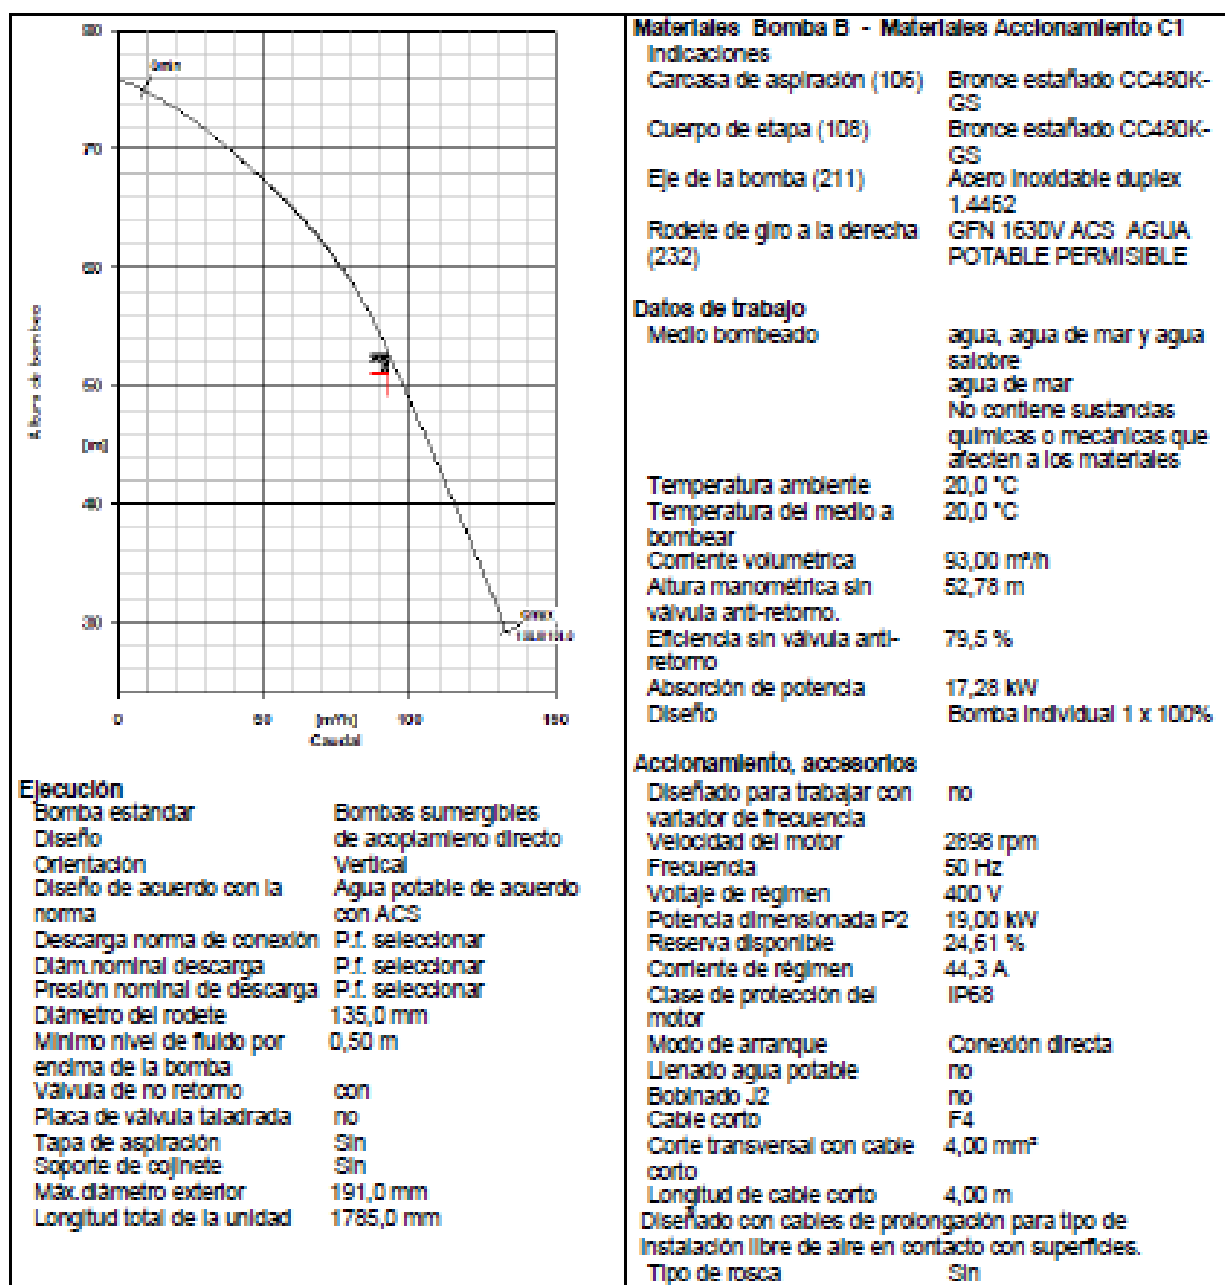 80
Qmin
70
60
50
40
30
Altura de bombeo
[m]
0
50
[m³/h]
100
150
Caudal
Ejecución
Bomba estándar Bombas sumergibles
Diseño de acoplamieno directo
Orientación Vertical
Diseño de acuerdo con la Agua potable de acuerdo
norma con ACS
Descarga norma de conexión P.f. seleccionar
Diám.nominal descarga P.f. seleccionar
Presión nominal de descarga P.f. seleccionar
Diámetro del rodete 135,0 mm
Mínimo nivel de fluido por 0,50 m
encima de la bomba
Válvula de no retorno con
Placa de válvula taladrada no
Tapa de aspiración Sin
Soporte de cojinete Sin
Máx.diámetro exterior 191,0 mm
Longitud total de la unidad 1785,0 mm
Materiales Bomba B - Materiales Accionamiento C1
Indicaciones
Carcasa de aspiración (106) Bronce estañado CC480K-
GS
Cuerpo de etapa (108) Bronce estañado CC480K-
GS
Eje de la bomba (211) Acero inoxidable duplex
1.4462
Rodete de giro a la derecha GFN 1630V ACS AGUA
(232) POTABLE PERMISIBLE
Datos de trabajo
Medio bombeado agua, agua de mar y agua
salobre
agua de mar
No contiene sustancias
químicas o mecánicas que
afecten a los materiales
Temperatura ambiente 20,0 °C
Temperatura del medio a 20,0 °C
bombear
Corriente volumétrica 93,00 m³/h
Altura manométrica sin 52,78 m
válvula anti-retorno.
Eficiencia sin válvula anti- 79,5 %
retorno
Absorción de potencia 17,28 kW
Diseño Bomba individual 1 x 100%
Accionamiento, accesorios
Diseñado para trabajar con no
variador de frecuencia
Velocidad del motor 2898 rpm
Frecuencia 50 Hz
Voltaje de régimen 400 V
Potencia dimensionada P2 19,00 kW
Reserva disponible 24,61 %
Corriente de régimen 44,3 A
Clase de protección del IP68
motor
Modo de arranque Conexión directa
Llenado agua potable no
Bobinado J2 no
Cable corto F4
Corte transversal con cable 4,00 mm²
corto
Longitud de cable corto 4,00 m
Diseñado con cables de prolongación para tipo de
instalación libre de aire en contacto con superficies.
Tipo de rosca Sin